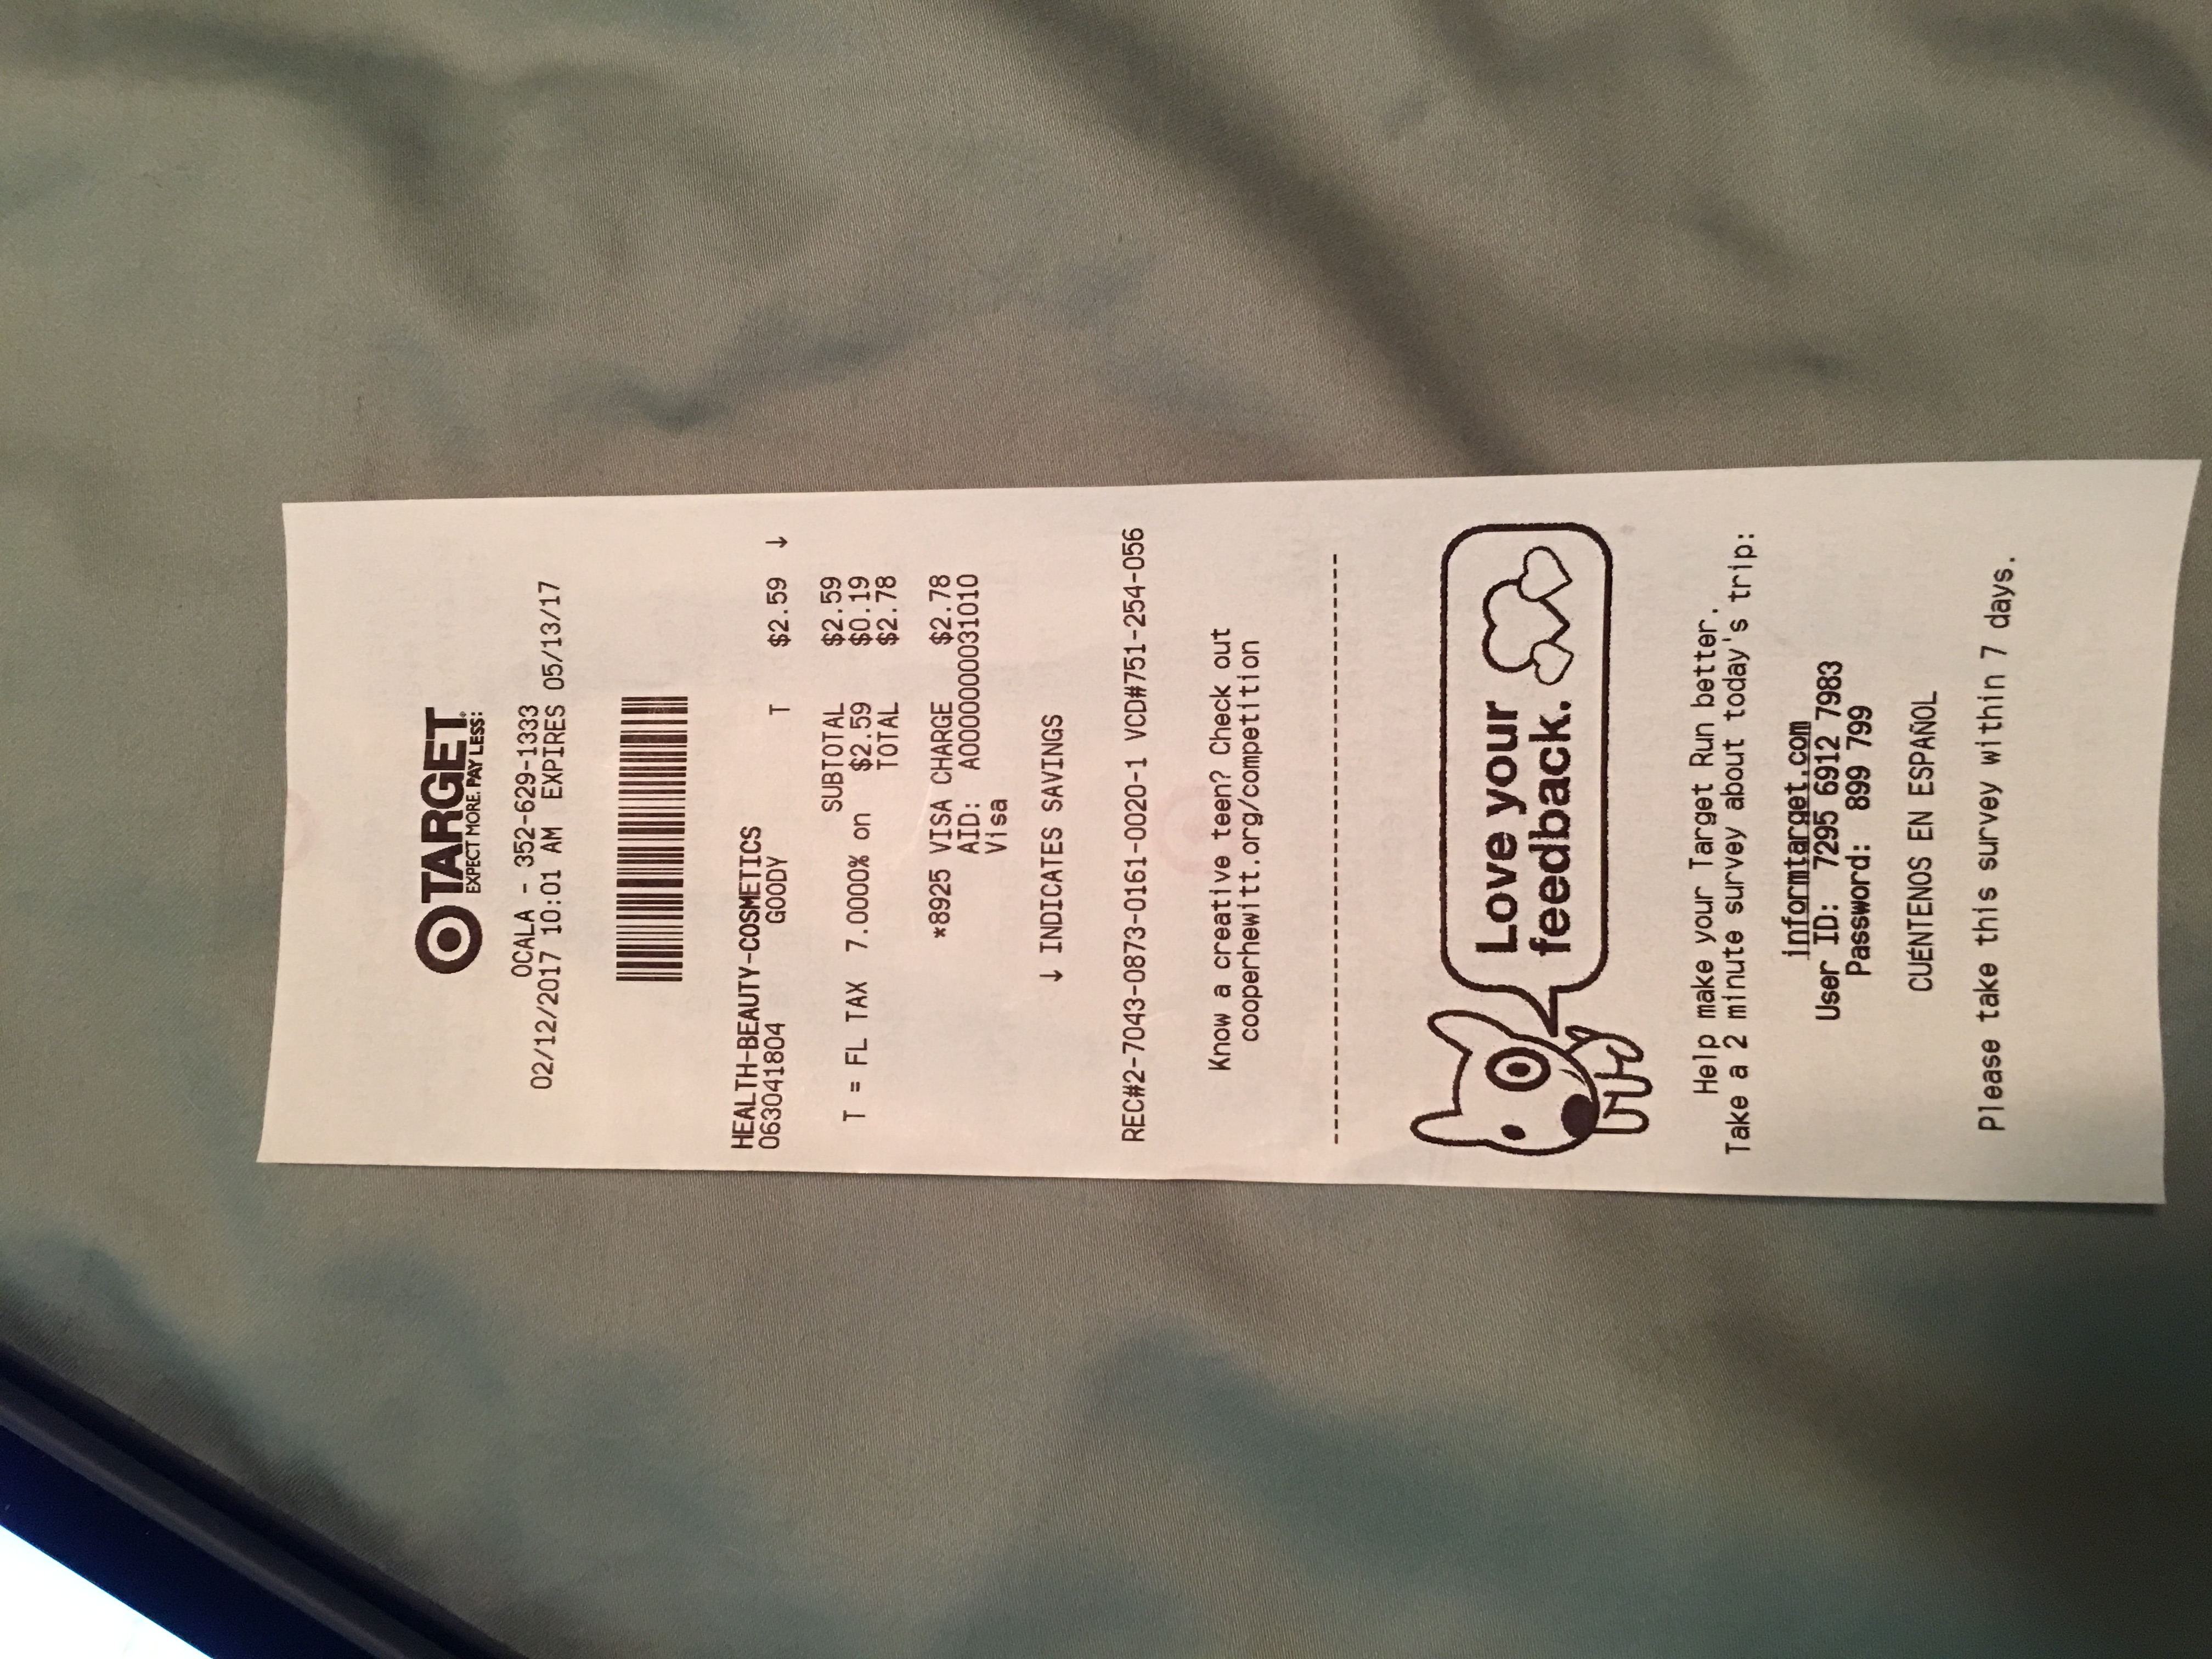 TARGET
EXPECT MORE. PAY LESS.
OCALA - 352-629-1333
02/12/2017 10:01 AM EXPIRES 05/13/17
HEALTH-BEAUTY-COSMETICS
063041804 GOODY T $2.59 ↓
SUBTOTAL $2.59
T = FL TAX 7.0000% on $2.59 $0.19
TOTAL $2.78
*8925 VISA CHARGE $2.78
AID: A0000000031010
Visa
↓ INDICATES SAVINGS
REC#2-7043-0873-0161-0020-1 VCD#751-254-056
Know a creative teen? Check out
cooperhewitt.org/competition
Love your
feedback.
Help make your Target Run better.
Take a 2 minute survey about today's trip:
informtarget.com
User ID: 7295 6912 7983
Password: 899 799
CUÉNTENOS EN ESPAÑOL
Please take this survey within 7 days.